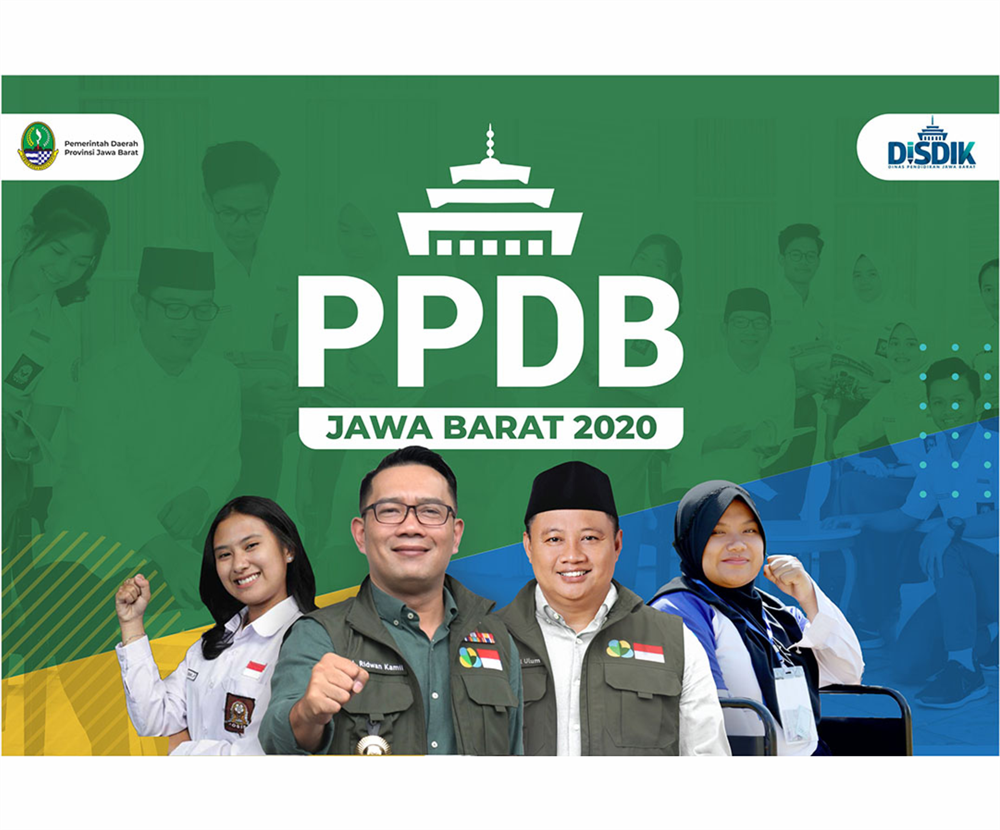 Pemerintah Daerah
Provinsi Jawa Barat
DISDIK
DINAS PENDIDIKAN JAWA BARAT
PPDB
JAWA BARAT 2020
Ridwan Kamil
Ulum